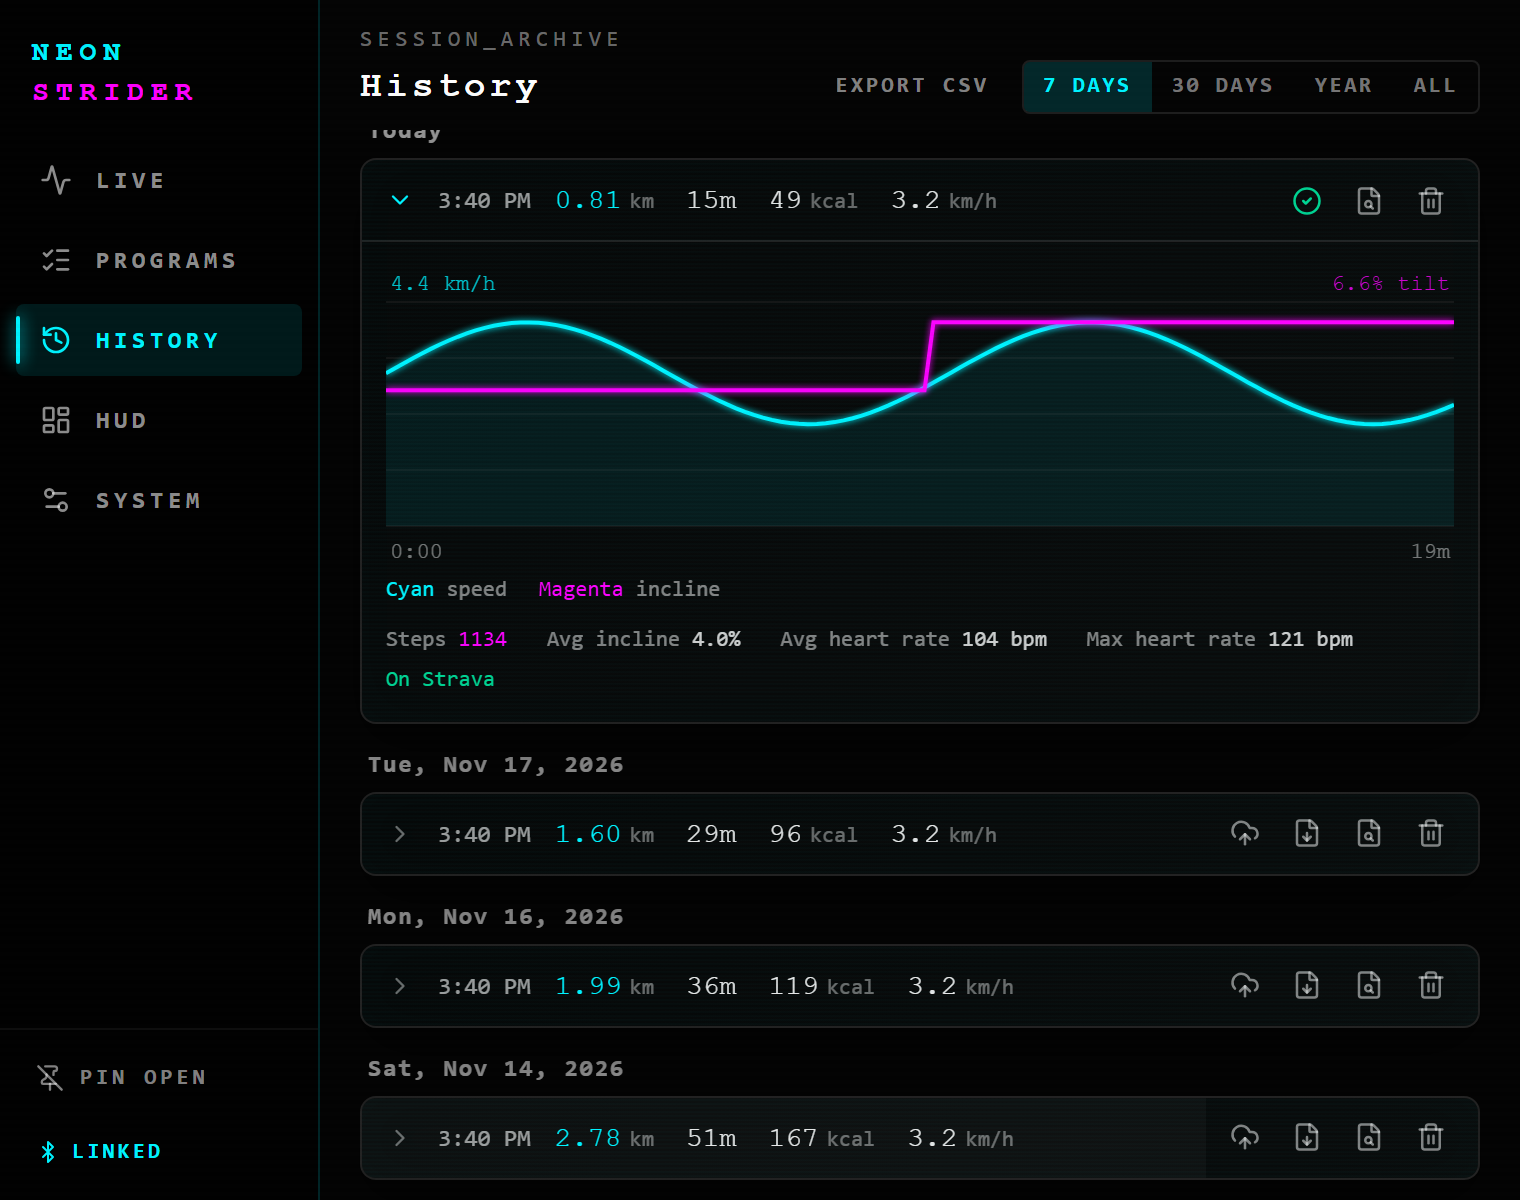 NEON
STRIDER
LIVE
PROGRAMS
HISTORY
HUD
SYSTEM
PIN OPEN
LINKED
SESSION_ARCHIVE
History
EXPORT CSV
7 DAYS 30 DAYS YEAR ALL
Today
3:40 PM 0.81 km 15m 49 kcal 3.2 km/h
4.4 km/h 6.6% tilt
0:00 19m
Cyan speed Magenta incline
Steps 1134 Avg incline 4.0% Avg heart rate 104 bpm Max heart rate 121 bpm
On Strava
Tue, Nov 17, 2026
3:40 PM 1.60 km 29m 96 kcal 3.2 km/h
Mon, Nov 16, 2026
3:40 PM 1.99 km 36m 119 kcal 3.2 km/h
Sat, Nov 14, 2026
3:40 PM 2.78 km 51m 167 kcal 3.2 km/h